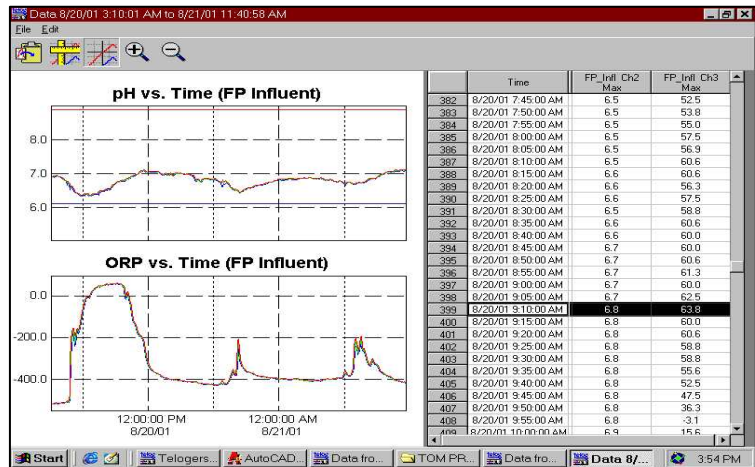 Data 8/20/01 3:10:01 AM to 8/21/01 11:40:58 AM
File Edit
pH vs. Time (FP Influent)
8.0
7.0
6.0
ORP vs. Time (FP Influent)
0.0
-200.0
-400.0
12:00:00 PM 12:00:00 AM
8/20/01 8/21/01
Time FP_Infl Ch2 FP_Infl Ch3
Max Max
382 8/20/01 7:45:00 AM 6.5 52.5
383 8/20/01 7:50:00 AM 6.5 53.8
384 8/20/01 7:55:00 AM 6.5 55.0
385 8/20/01 8:00:00 AM 6.5 57.5
386 8/20/01 8:05:00 AM 6.5 56.9
387 8/20/01 8:10:00 AM 6.5 60.6
388 8/20/01 8:15:00 AM 6.6 60.6
389 8/20/01 8:20:00 AM 6.6 56.3
390 8/20/01 8:25:00 AM 6.6 57.5
391 8/20/01 8:30:00 AM 6.5 58.8
392 8/20/01 8:35:00 AM 6.6 60.6
393 8/20/01 8:40:00 AM 6.6 60.0
394 8/20/01 8:45:00 AM 6.7 60.0
395 8/20/01 8:50:00 AM 6.7 60.6
396 8/20/01 8:55:00 AM 6.7 61.3
397 8/20/01 9:00:00 AM 6.7 60.0
398 8/20/01 9:05:00 AM 6.7 62.5
399 8/20/01 9:10:00 AM 6.8 63.8
400 8/20/01 9:15:00 AM 6.8 60.0
401 8/20/01 9:20:00 AM 6.8 60.6
402 8/20/01 9:25:00 AM 6.8 58.8
403 8/20/01 9:30:00 AM 6.8 58.8
404 8/20/01 9:35:00 AM 6.8 55.6
405 8/20/01 9:40:00 AM 6.8 52.5
406 8/20/01 9:45:00 AM 6.8 47.5
407 8/20/01 9:50:00 AM 6.8 36.3
408 8/20/01 9:55:00 AM 6.8 -3.1
409 8/20/01 10:00:00 AM 6.9 15.6
Start Telogers... AutoCAD... Data fro... TOM PR... Data fro... Data 8/... 3:54 PM